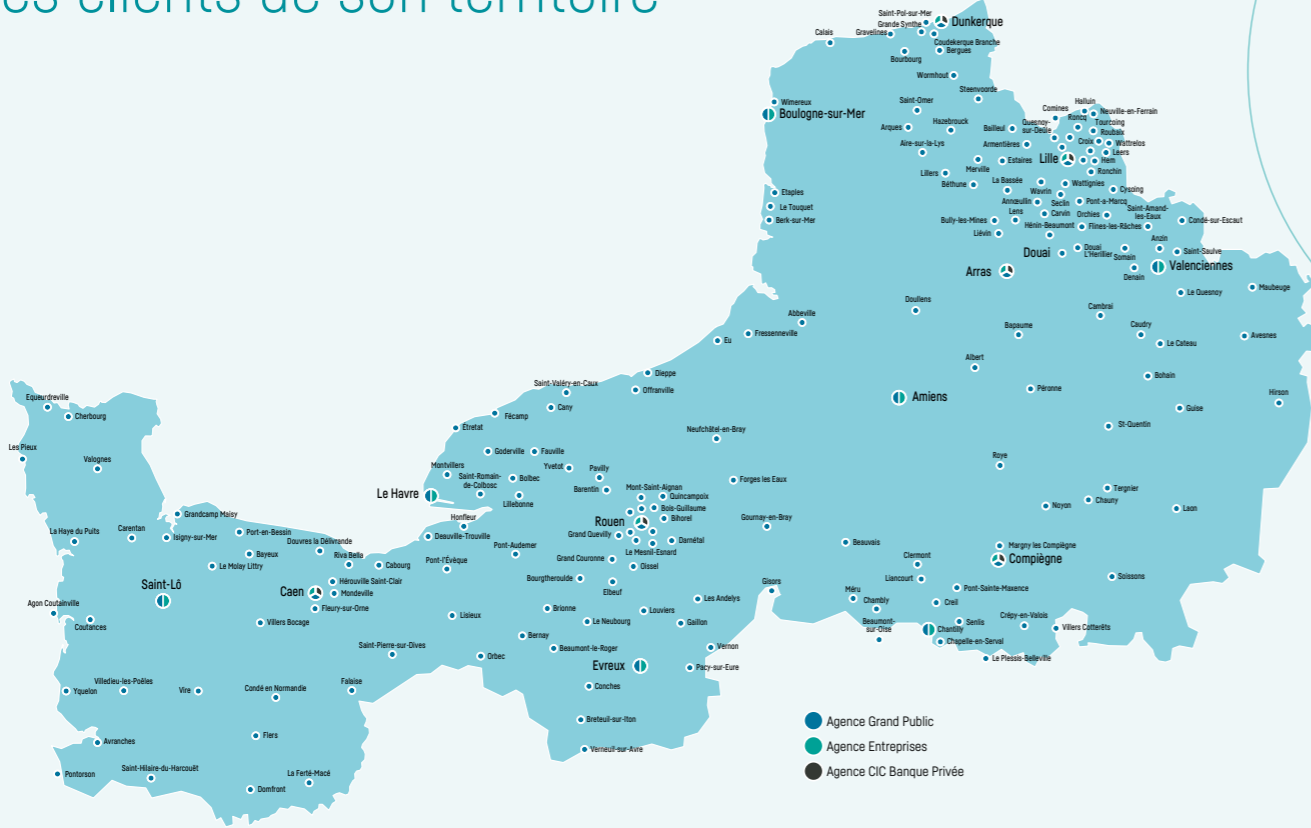 es clients de son territoire
Saint-Pol-sur-Mer
Grande Synthe
Dunkerque
Calais
Gravelines
Coudekerque Branche
Bergues
Bourbourg
Wormhout
Steenvoorde
Wimereux
Boulogne-sur-Mer
Saint-Omer
Comines
Halluin
Neuville-en-Ferrain
Roncq
Tourcoing
Arques
Hazebrouck
Bailleul
Quesnoy-
sur-Deûle
Roubaix
Croix
Wattrelos
Aire-sur-la-Lys
Armentières
Leers
Merville
Estaires
Lille
Hem
Ronchin
Lillers
Béthune
La Bassée
Wavrin
Wattignies
Cysoing
Etaples
Annœullin
Seclin
Pont-a-Marcq
Saint-Amand-
les-Eaux
Le Touquet
Berk-sur-Mer
Bully-les-Mines
Lens
Carvin
Orchies
Condé-sur-Escaut
Liévin
Hénin-Beaumont
Flines-les-Râches
Anzin
Douai
Douai
L'Herillier
Somain
Saint-Saulve
Arras
Denain
Valenciennes
Le Quesnoy
Maubeuge
Doullens
Cambrai
Abbeville
Bapaume
Caudry
Avesnes
Fressenneville
Eu
Le Cateau
Albert
Dieppe
Bohain
Saint-Valéry-en-Caux
Offranville
Péronne
Amiens
Hirson
Equeurdreville
Cherbourg
Cany
Guise
Fécamp
Étretat
St-Quentin
Neufchâtel-en-Bray
Les Pieux
Valognes
Goderville
Fauville
Roye
Montvillers
Saint-Romain-
de-Colbosc
Bolbec
Yvetot
Pavilly
Forges les Eaux
Le Havre
Lillebonne
Barentin
Mont-Saint-Aignan
Quincampoix
Tergnier
Chauny
Noyon
Laon
Bois-Guillaume
Bihorel
Rouen
Grandcamp Maisy
Honfleur
Gournay-en-Bray
La Haye du Puits
Carentan
Isigny-sur-Mer
Port-en-Bessin
Douvres la Délivrande
Deauville-Trouville
Grand Quevilly
Darnétal
Beauvais
Margny les Compiègne
Bayeux
Riva Bella
Pont-Audemer
Le Mesnil-Esnard
Clermont
Compiègne
Le Molay Littry
Cabourg
Pont-l'Évêque
Grand Couronne
Oissel
Saint-Lô
Hérouville Saint-Clair
Bourgtheroulde
Elbeuf
Gisors
Liancourt
Soissons
Caen
Mondeville
Méru
Pont-Sainte-Maxence
Agon Coutainville
Fleury-sur-Orne
Brionne
Louviers
Les Andelys
Chambly
Creil
Coutances
Villers Bocage
Lisieux
Le Neubourg
Gaillon
Beaumont-
sur-Oise
Senlis
Crépy-en-Valois
Villers Cotterêts
Chantilly
Bernay
Chapelle-en-Serval
Saint-Pierre-sur-Dives
Orbec
Beaumont-le-Roger
Vernon
Le Plessis-Belleville
Evreux
Pacy-sur-Eure
Yquelon
Villedieu-les-Poêles
Vire
Condé en Normandie
Falaise
Conches
Breteuil-sur-Iton
Agence Grand Public
Avranches
Flers
Verneuil-sur-Avre
Agence Entreprises
Pontorson
Saint-Hilaire-du-Harcouët
La Ferté-Macé
Agence CIC Banque Privée
Domfront